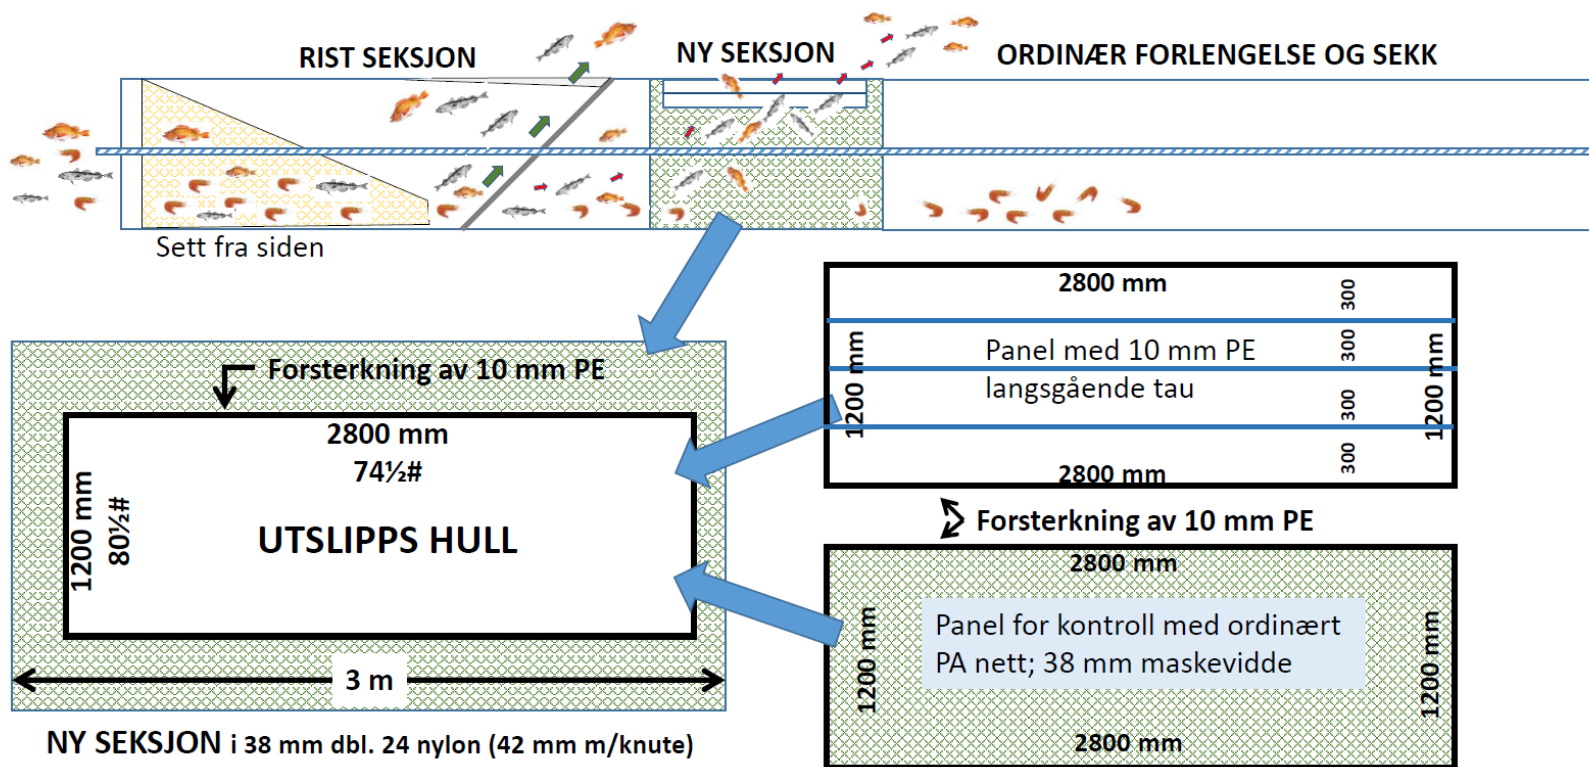 RIST SEKSJON
NY SEKSJON
ORDINÆR FORLENGELSE OG SEKK
Sett fra siden
Forsterkning av 10 mm PE
2800 mm
74½#
1200 mm
80½#
UTSLIPPS HULL
3 m
NY SEKSJON i 38 mm dbl. 24 nylon (42 mm m/knute)
2800 mm
300
300
300
300
1200 mm
1200 mm
Panel med 10 mm PE
langsgående tau
2800 mm
Forsterkning av 10 mm PE
2800 mm
1200 mm
1200 mm
Panel for kontroll med ordinært
PA nett; 38 mm maskevidde
2800 mm